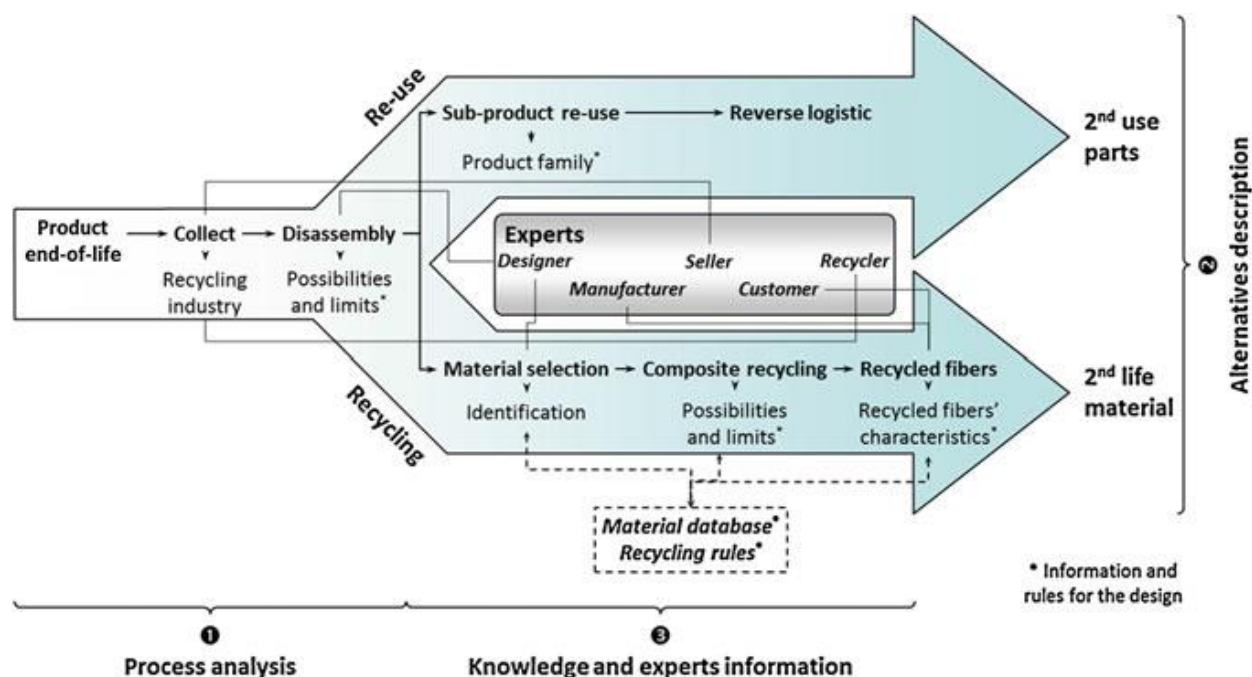 Re-use
Sub-product re-use
Reverse logistic
Product family*
2nd use
parts
Product
end-of-life
Collect
Disassembly
Recycling
industry
Possibilities
and limits*
Experts
Designer
Seller
Recycler
Manufacturer
Customer
Recycling
Material selection
Composite recycling
Recycled fibers
Identification
Possibilities
and limits*
Recycled fibers'
characteristics*
2nd life
material
Material database*
Recycling rules*
❷
Alternatives description
* Information and
rules for the design
❶
Process analysis
❸
Knowledge and experts information